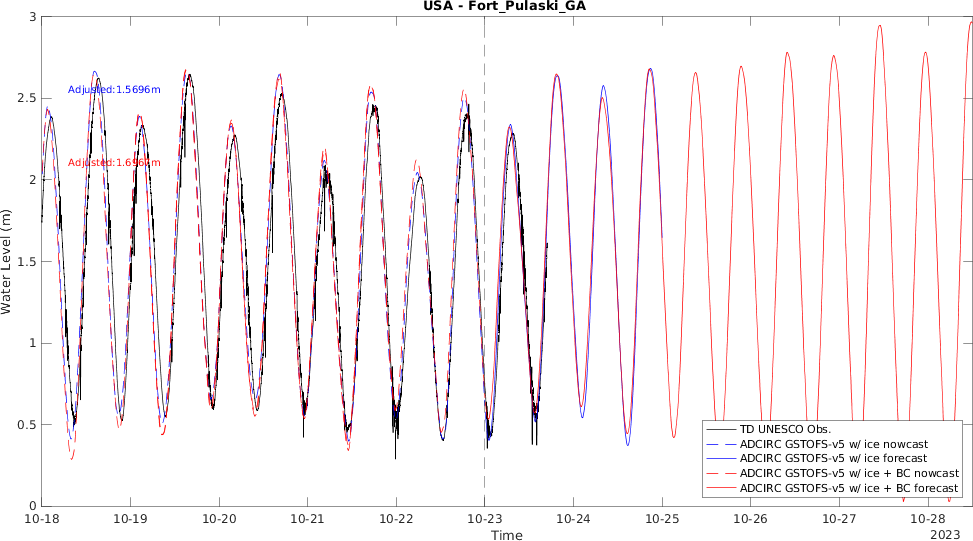 USA - Fort_Pulaski_GA
3
2.5
2
1.5
1
0.5
0
Water Level (m)
Adjusted:1.5696m
Adjusted:1.6967m
TD UNESCO Obs.
ADCIRC GSTOFS-v5 w/ ice nowcast
ADCIRC GSTOFS-v5 w/ ice forecast
ADCIRC GSTOFS-v5 w/ ice + BC nowcast
ADCIRC GSTOFS-v5 w/ ice + BC forecast
10-18 10-19 10-20 10-21 10-22 10-23 10-24 10-25 10-26 10-27 10-28
Time
2023